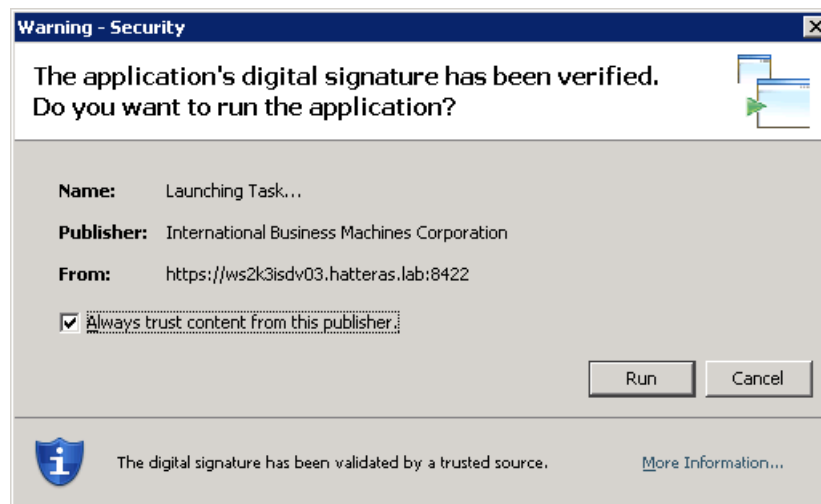 Warning - Security
The application's digital signature has been verified.
Do you want to run the application?
Name: Launching Task...
Publisher: International Business Machines Corporation
From: https://ws2k3isdv03.hatteras.lab:8422
Always trust content from this publisher.
Run Cancel
The digital signature has been validated by a trusted source. More Information...